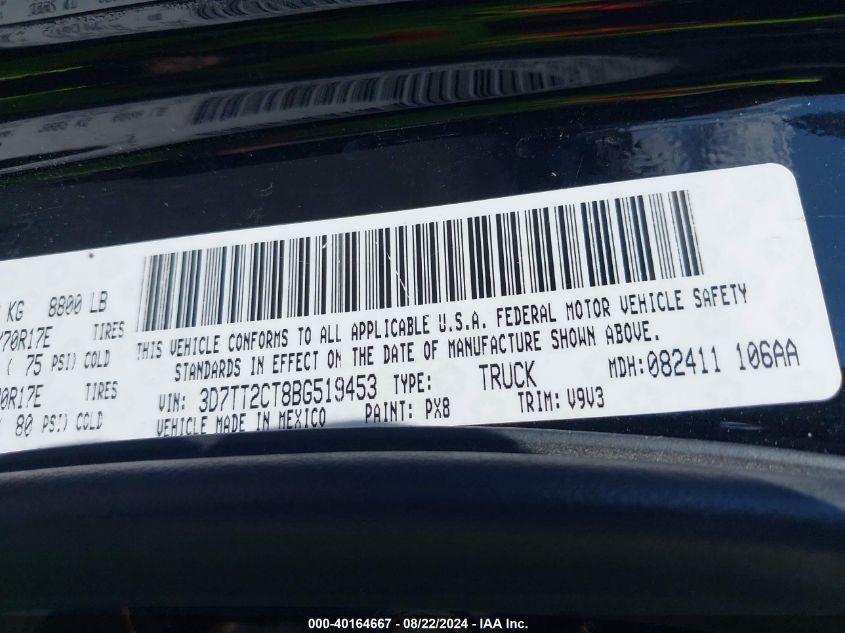 KG 8800 LB
70R17E TIRES
( 75 PSI) COLD
0R17E TIRES
80 PSI) COLD
THIS VEHICLE CONFORMS TO ALL APPLICABLE U.S.A. FEDERAL MOTOR VEHICLE SAFETY
STANDARDS IN EFFECT ON THE DATE OF MANUFACTURE SHOWN ABOVE.
VIN: 3D7TT2CT8BG519453 TYPE: TRUCK MDH:082411 106AA
VEHICLE MADE IN MEXICO PAINT: PX8 TRIM: V9V3
000-40164667 - 08/22/2024 - IAA Inc.